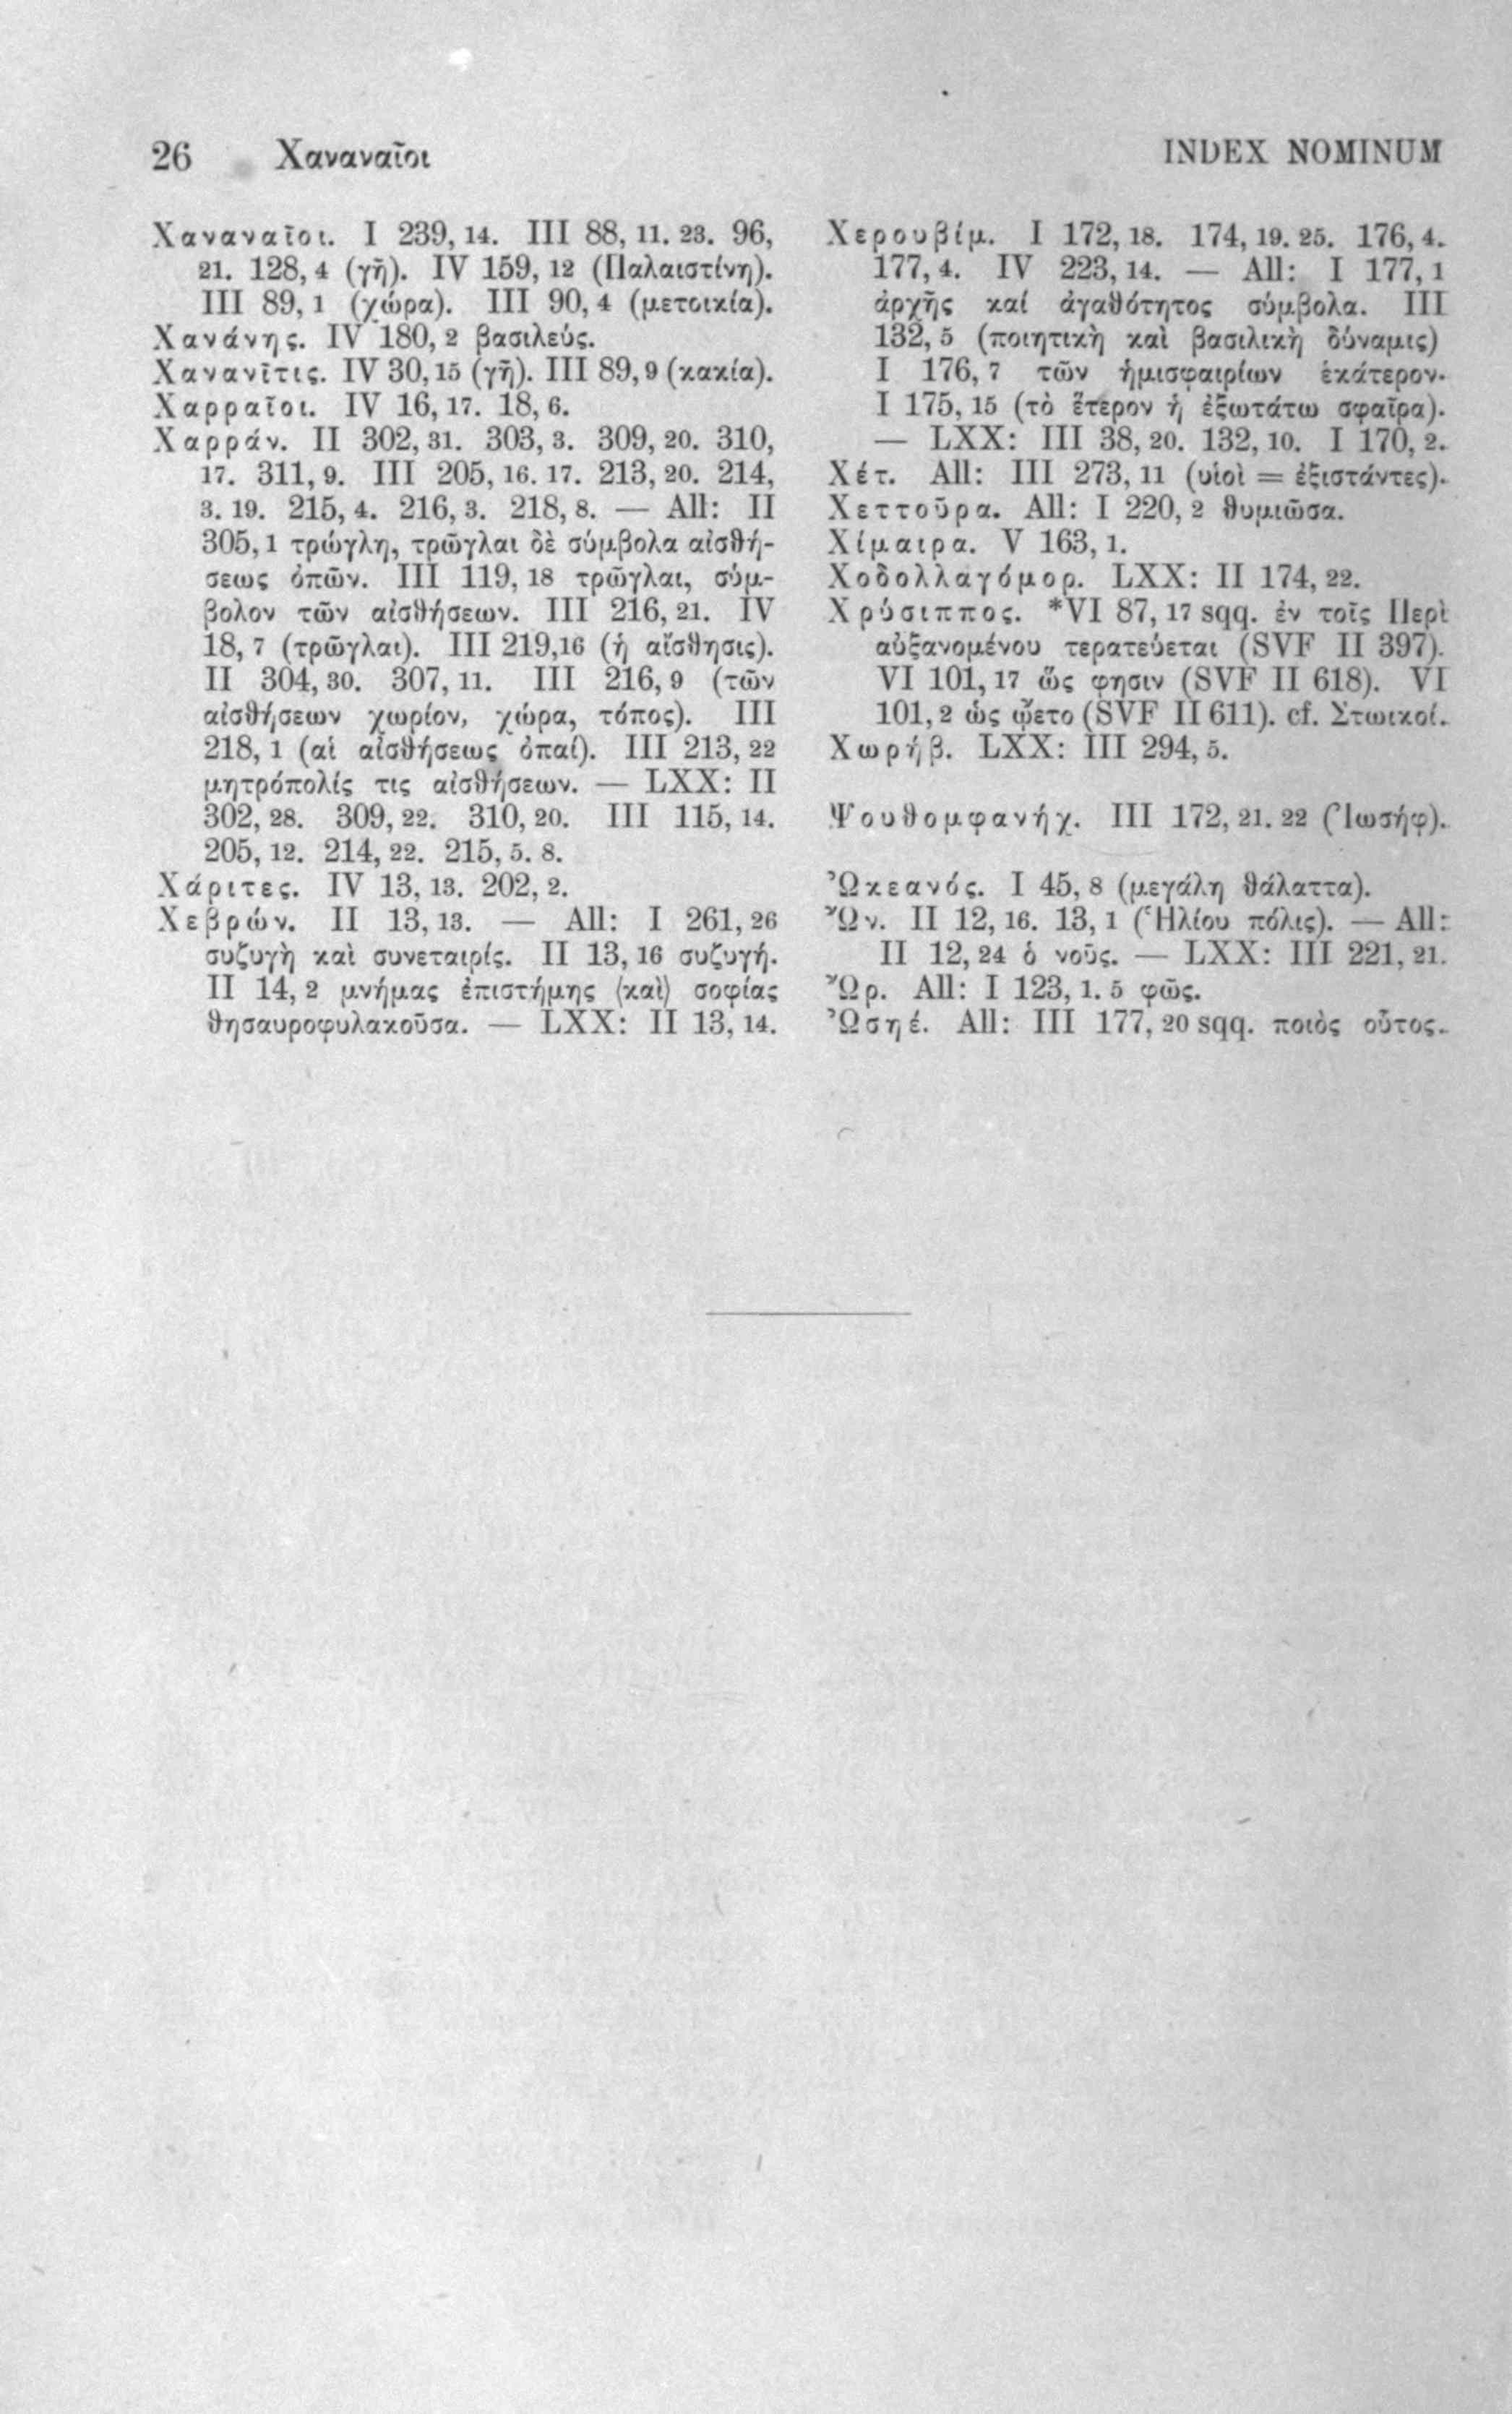 26 Χαναναῖοι INDEX NOMINUM
Χαναναῖοι. I 239, 14. III 88, 11. 23. 96,
21. 128, 4 (γῆ). IV 159, 12 (Παλαιστίνη).
III 89, 1 (χώρα). III 90, 4 (μετοικία).
Χανάνης. IV 180, 2 βασιλεύς.
Χανανῖτις. IV 30, 15 (γῆ). III 89, 9 (κακία).
Χαρραῖοι. IV 16, 17. 18, 6.
Χαρράν. II 302, 31. 303, 3. 309, 20. 310,
17. 311, 9. III 205, 16. 17. 213, 20. 214,
3. 19. 215, 4. 216, 3. 218, 8. — All: II
305, 1 τρώγλη, τρῶγλαι δὲ σύμβολα αἰσθή-
σεως ὀπῶν. III 119, 18 τρῶγλαι, σύμ-
βολον τῶν αἰσθήσεων. III 216, 21. IV
18, 7 (τρῶγλαι). III 219,16 (ἡ αἴσθησις).
II 304, 30. 307, 11. III 216, 9 (τῶν
αἰσθήσεων χωρίον, χώρα, τόπος). III
218, 1 (αἱ αἰσθήσεως ὀπαί). III 213, 22
μητρόπολίς τις αἰσθήσεων. — LXX: II
302, 28. 309, 22. 310, 20. III 115, 14.
205, 12. 214, 22. 215, 5. 8.
Χάριτες. IV 13, 13. 202, 2.
Χεβρών. II 13, 13. — All: I 261, 26
συζυγὴ καὶ συνεταιρίς. II 13, 16 συζυγή.
II 14, 2 μνήμας ἐπιστήμης ⟨καὶ⟩ σοφίας
θησαυροφυλακοῦσα. — LXX: II 13, 14.
Χερουβίμ. I 172, 18. 174, 19. 25. 176, 4.
177, 4. IV 223, 14. — All: I 177, 1
ἀρχῆς καί ἀγαθότητος σύμβολα. III
132, 5 (ποιητικὴ καὶ βασιλικὴ δύναμις)
I 176, 7 τῶν ἡμισφαιρίων ἑκάτερον.
I 175, 15 (τὸ ἕτερον ἡ ἐξωτάτω σφαῖρα).
— LXX: III 38, 20. 132, 10. I 170, 2.
Χέτ. All: III 273, 11 (υἱοὶ = ἐξιστάντες).
Χεττοῦρα. All: I 220, 2 θυμιῶσα.
Χίμαιρα. V 163, 1.
Χοδολλαγόμορ. LXX: II 174, 22.
Χρύσιππος. *VI 87, 17 sqq. ἐν τοῖς Περὶ
αὐξανομένου τερατεύεται (SVF II 397).
VI 101, 17 ὥς φησιν (SVF II 618). VI
101, 2 ὡς ᾤετο (SVF II 611). cf. Στωικοί.
Χωρήβ. LXX: III 294, 5.
Ψουθομφανήχ. III 172, 21. 22 (Ἰωσήφ).
Ὠκεανός. I 45, 8 (μεγάλη θάλαττα).
Ὤν. II 12, 16. 13, 1 (Ἡλίου πόλις). — All:
II 12, 24 ὁ νοῦς. — LXX: III 221, 21.
Ὤρ. All: I 123, 1. 5 φῶς.
Ὠσηέ. All: III 177, 20 sqq. ποιὸς οὗτος.